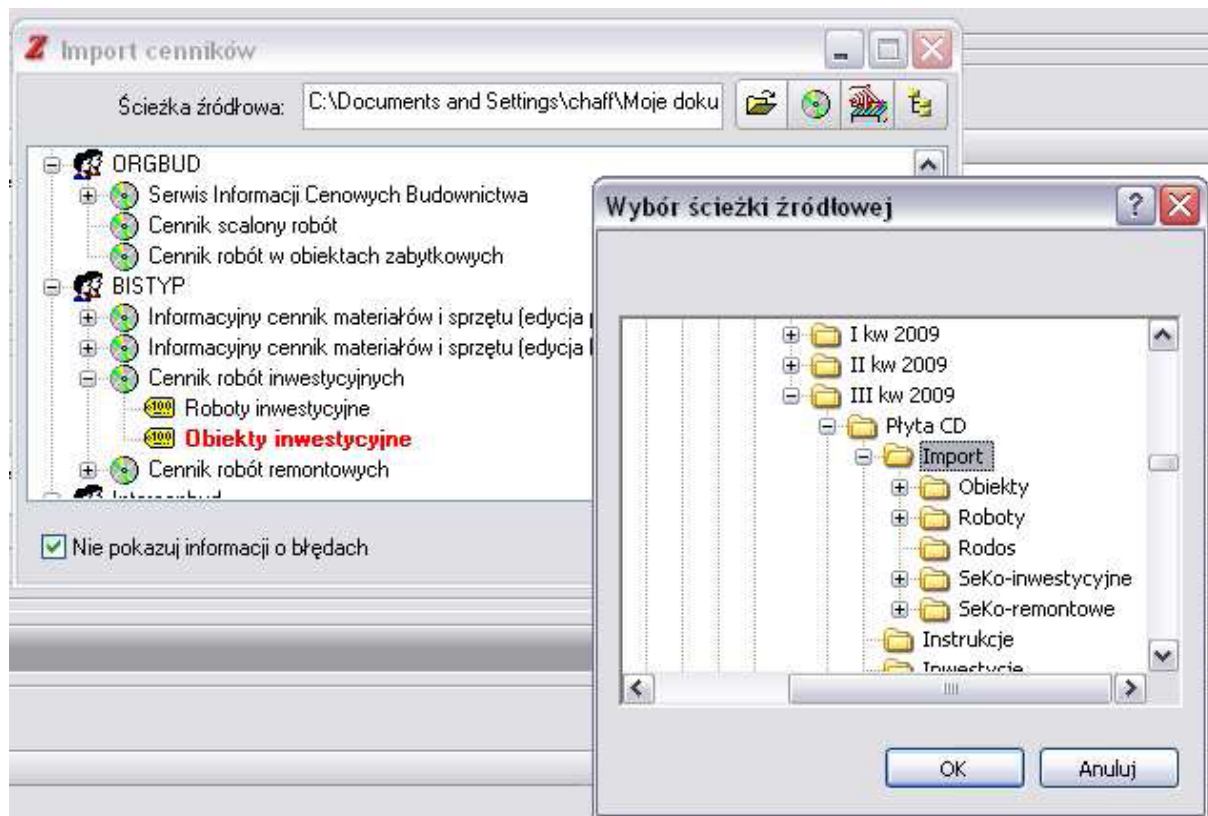 Z Import cenników
Ścieżka źródłowa: C:\Documents and Settings\chaff\Moje doku
ORGBUD
Serwis Informacji Cenowych Budownictwa
Cennik scalony robót
Cennik robót w obiektach zabytkowych
BISTYP
Informacyjny cennik materiałów i sprzętu (edycja
Informacyjny cennik materiałów i sprzętu (edycja
Cennik robót inwestycyjnych
Roboty inwestycyjne
Obiekty inwestycyjne
Cennik robót remontowych
Nie pokazuj informacji o błędach
Wybór ścieżki źródłowej
I kw 2009
II kw 2009
III kw 2009
Płyta CD
Import
Obiekty
Roboty
Rodos
SeKo-inwestycyjne
SeKo-remontowe
Instrukcje
Inwestycje
OK Anuluj